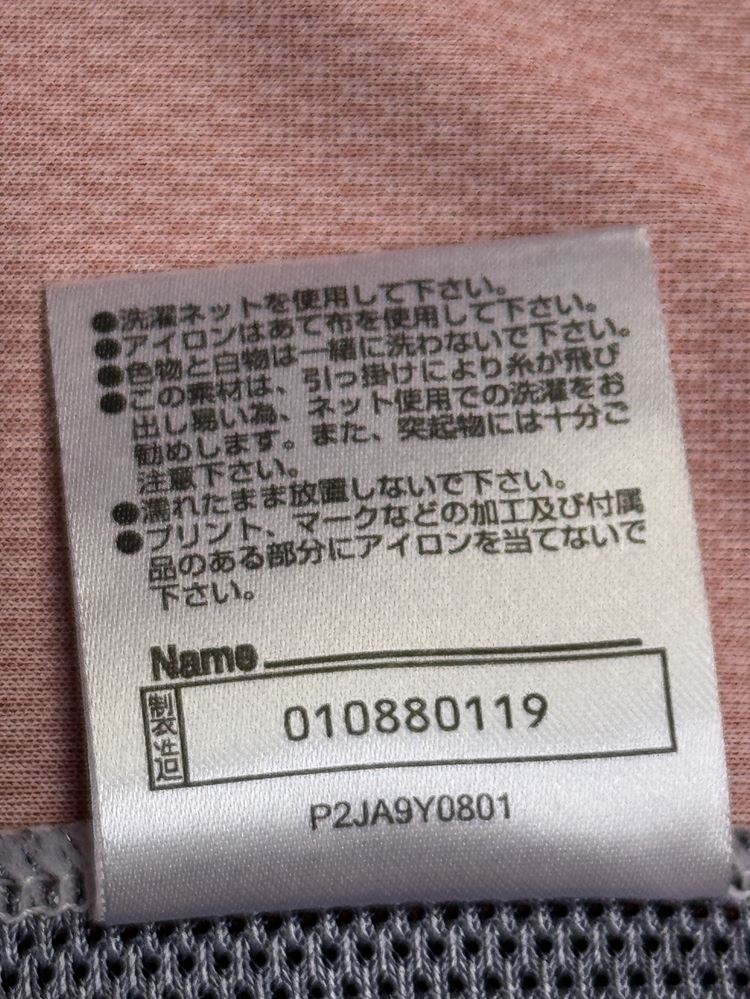 ●洗濯ネットを使用して下さい。
●アイロンはあて布を使用して下さい。
●色物と白物は一緒に洗わないで下さい。
●この素材は、引っ掛けにより糸が飛び
出し易い為、ネット使用での洗濯をお
勧めします。また、突起物には十分ご
注意下さい。
●濡れたまま放置しないで下さい。
●プリント、マークなどの加工及び付属
品のある部分にアイロンを当てないで
下さい。
Name
製造
010880119
P2JA9Y0801